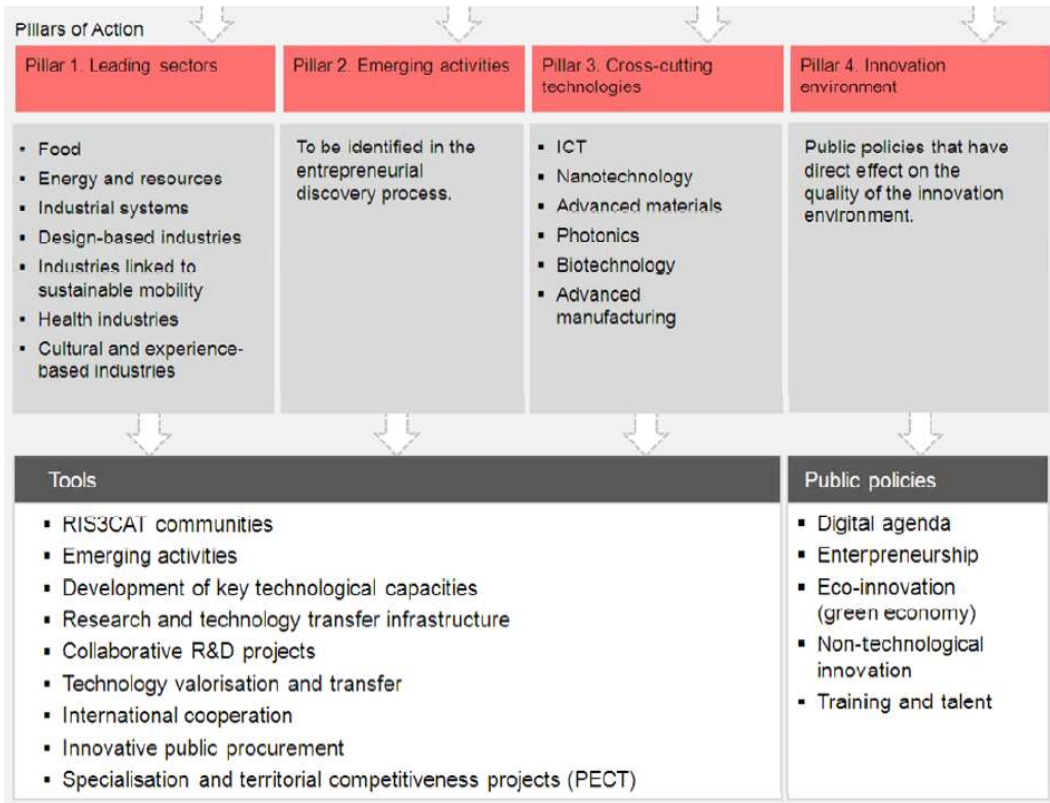 Pillars of Action
Pillar 1. Leading sectors
▪ Food
▪ Energy and resources
▪ Industrial systems
▪ Design-based industries
▪ Industries linked to
sustainable mobility
▪ Health industries
▪ Cultural and experience-
based industries
Pillar 2. Emerging activities
To be identified in the
entrepreneurial
discovery process.
Pillar 3. Cross-cutting
technologies
▪ ICT
▪ Nanotechnology
▪ Advanced materials
▪ Photonics
▪ Biotechnology
▪ Advanced
manufacturing
Pillar 4. Innovation
environment
Public policies that have
direct effect on the
quality of the innovation
environment.
Tools
▪ RIS3CAT communities
▪ Emerging activities
▪ Development of key technological capacities
▪ Research and technology transfer infrastructure
▪ Collaborative R&D projects
▪ Technology valorisation and transfer
▪ International cooperation
▪ Innovative public procurement
▪ Specialisation and territorial competitiveness projects (PECT)
Public policies
▪ Digital agenda
▪ Enterpreneurship
▪ Eco-innovation
(green economy)
▪ Non-technological
innovation
▪ Training and talent